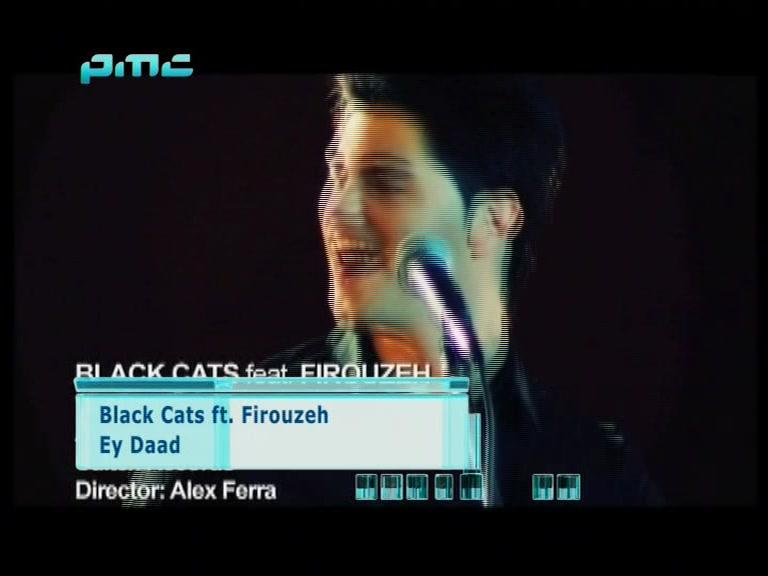 pmc
BLACK CATS feat. FIROUZEH
Black Cats ft. Firouzeh
Ey Daad
Director: Alex Ferra